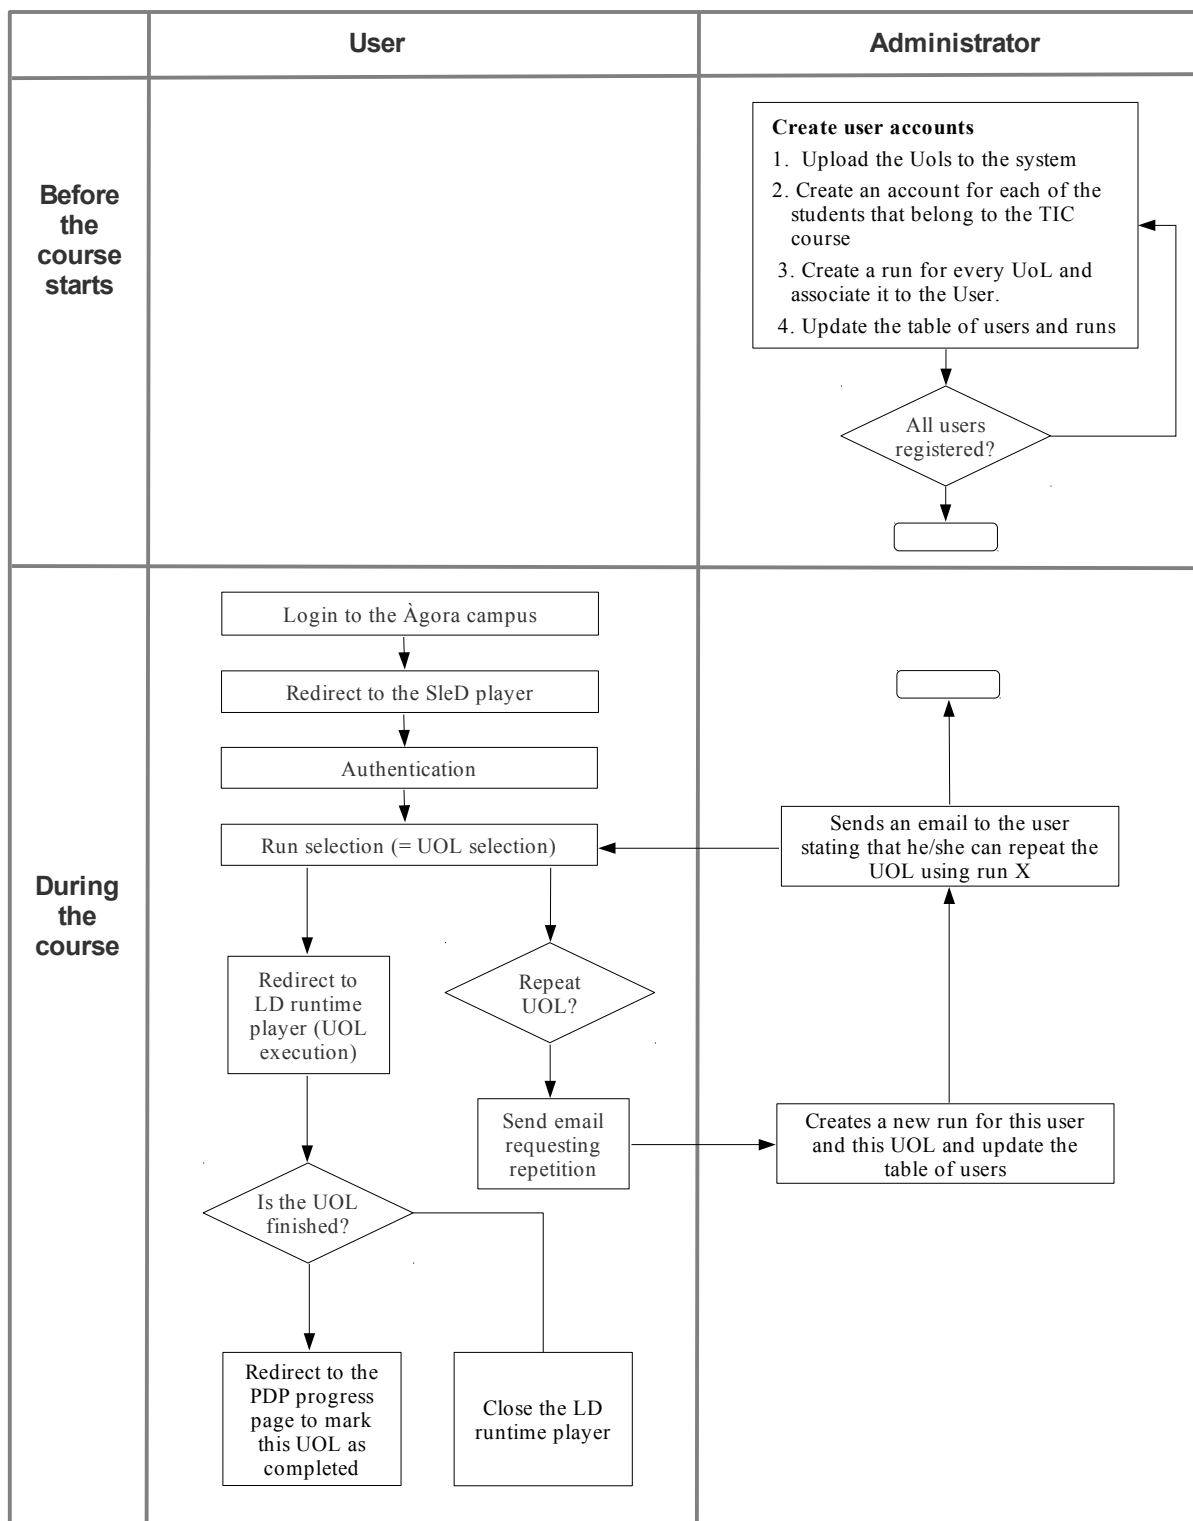 User
Administrator
Before
the
course
starts
Create user accounts
1. Upload the Uols to the system
2. Create an account for each of the
students that belong to the TIC
course
3. Create a run for every UoL and
associate it to the User.
4. Update the table of users and runs
All users
registered?
During
the
course
Login to the Àgora campus
Redirect to the SleD player
Authentication
Run selection (= UOL selection)
Sends an email to the user
stating that he/she can repeat the
UOL using run X
Redirect to
LD runtime
player (UOL
execution)
Repeat
UOL?
Send email
requesting
repetition
Creates a new run for this user
and this UOL and update the
table of users
Is the UOL
finished?
Redirect to the
PDP progress
page to mark
this UOL as
completed
Close the LD
runtime player